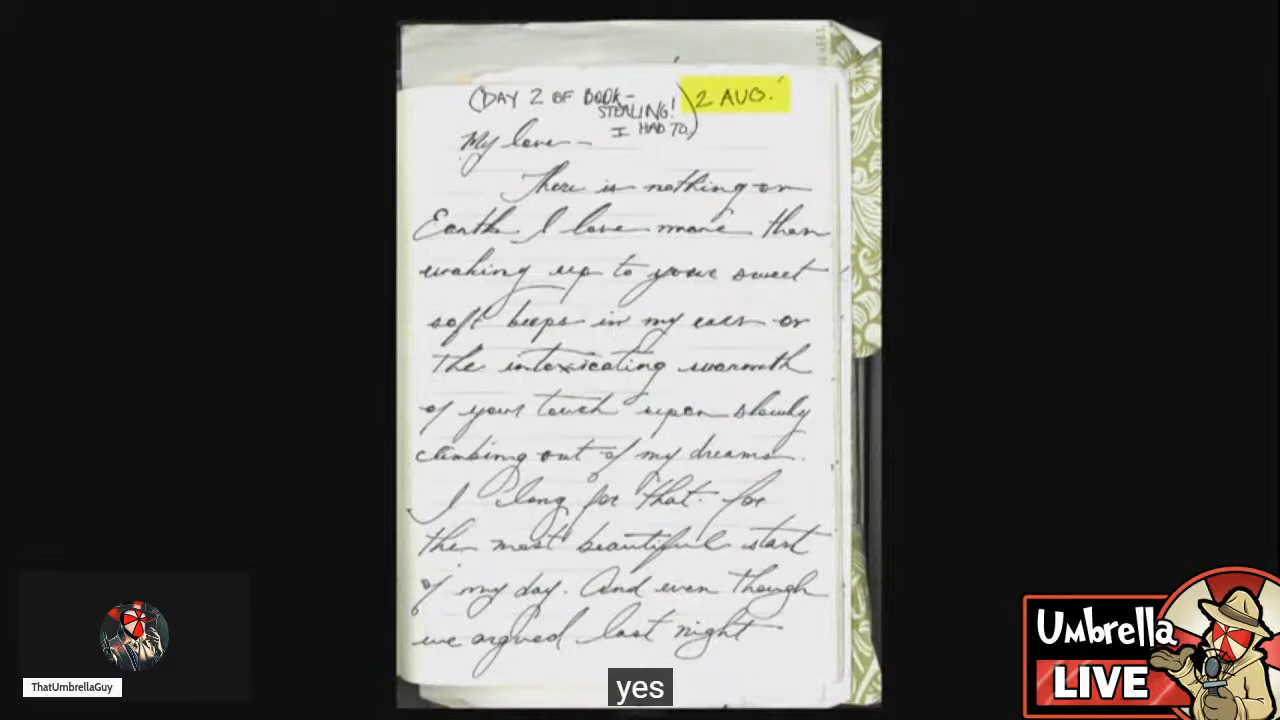 (DAY 2 OF BOOK-
STEALING!
I HAD TO)
2 AUG.
My love -
There is nothing on
Earth I love more than
waking up to your sweet
soft beeps in my ears or
the intoxicating warmth
of your touch upon slowly
climbing out of my dreams.
I long for that. for
the most beautiful start
of my day. And even though
we argued last night
ThatUmbrellaGuy
yes
UMBRELLA
LIVE